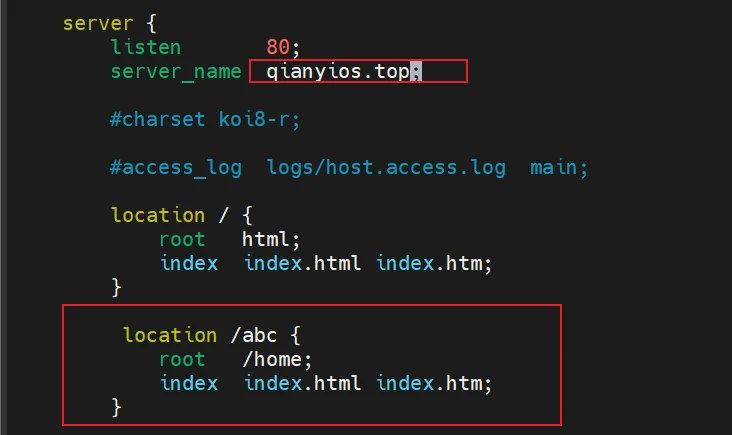 server {
listen 80;
server_name qianyios.top;
#charset koi8-r;
#access_log logs/host.access.log main;
location / {
root html;
index index.html index.htm;
}
location /abc {
root /home;
index index.html index.htm;
}